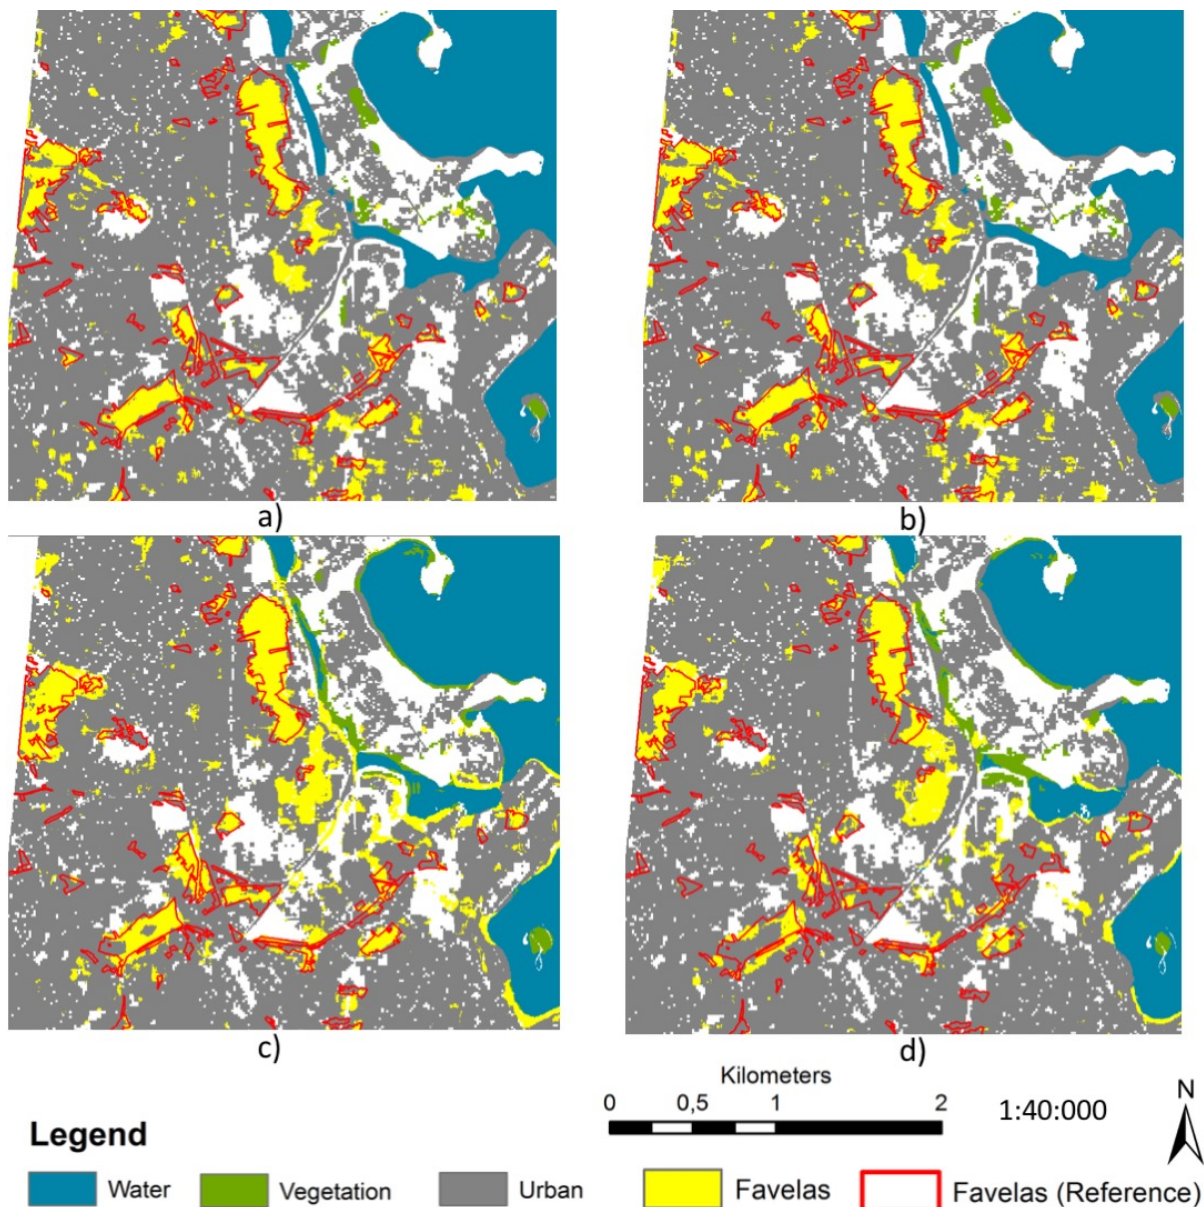 a)
b)
c)
d)
Kilometers
0 0,5 1 2
1:40:000
N
Legend
Water
Vegetation
Urban
Favelas
Favelas (Reference)